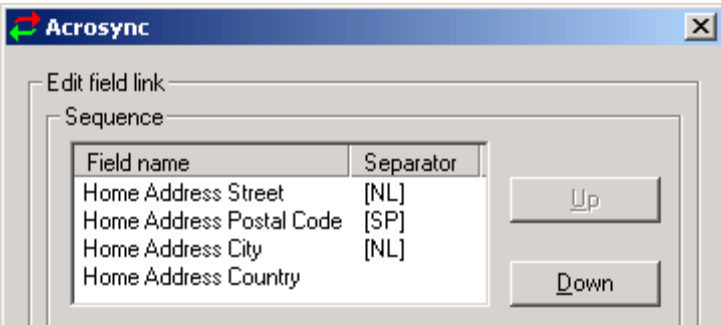 Acrosync
Edit field link
Sequence
Field name Separator
Home Address Street [NL]
Home Address Postal Code [SP]
Home Address City [NL]
Home Address Country
Up
Down